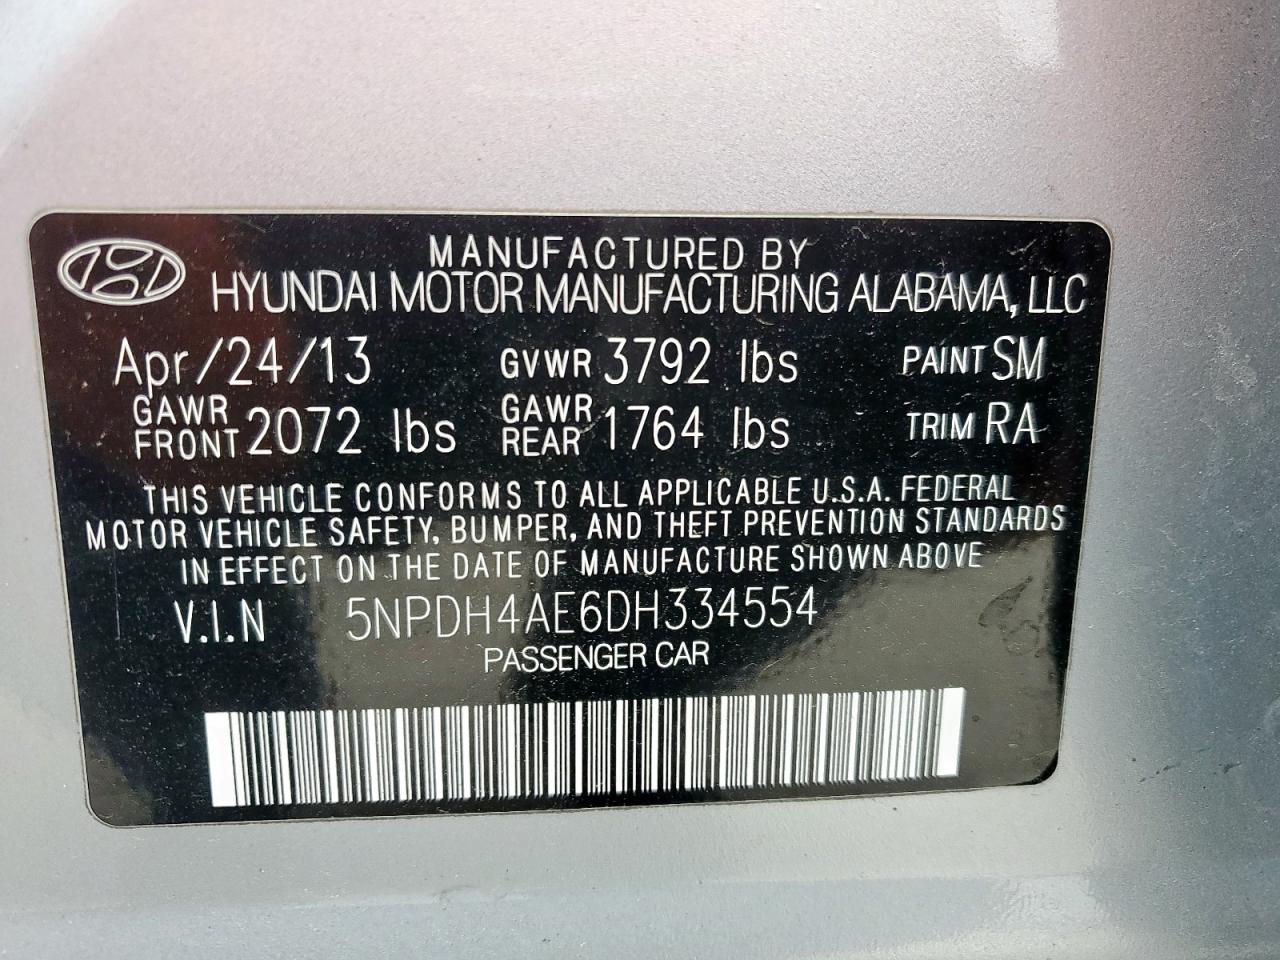 MANUFACTURED BY
HYUNDAI MOTOR MANUFACTURING ALABAMA, LLC
Apr/24/13 GVWR 3792 lbs PAINT SM
GAWR FRONT 2072 lbs GAWR REAR 1764 lbs TRIM RA
THIS VEHICLE CONFORMS TO ALL APPLICABLE U.S.A. FEDERAL
MOTOR VEHICLE SAFETY, BUMPER, AND THEFT PREVENTION STANDARDS
IN EFFECT ON THE DATE OF MANUFACTURE SHOWN ABOVE
V.I.N 5NPDH4AE6DH334554
PASSENGER CAR